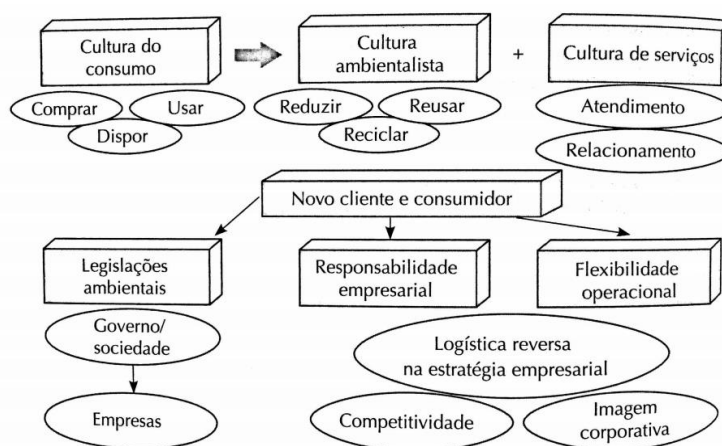 Cultura do
consumo
Cultura
ambientalista
+
Cultura de serviços
Comprar
Usar
Dispor
Reduzir
Reusar
Reciclar
Atendimento
Relacionamento
Novo cliente e consumidor
Legislações
ambientais
Responsabilidade
empresarial
Flexibilidade
operacional
Governo/
sociedade
Empresas
Logística reversa
na estratégia empresarial
Competitividade
Imagem
corporativa